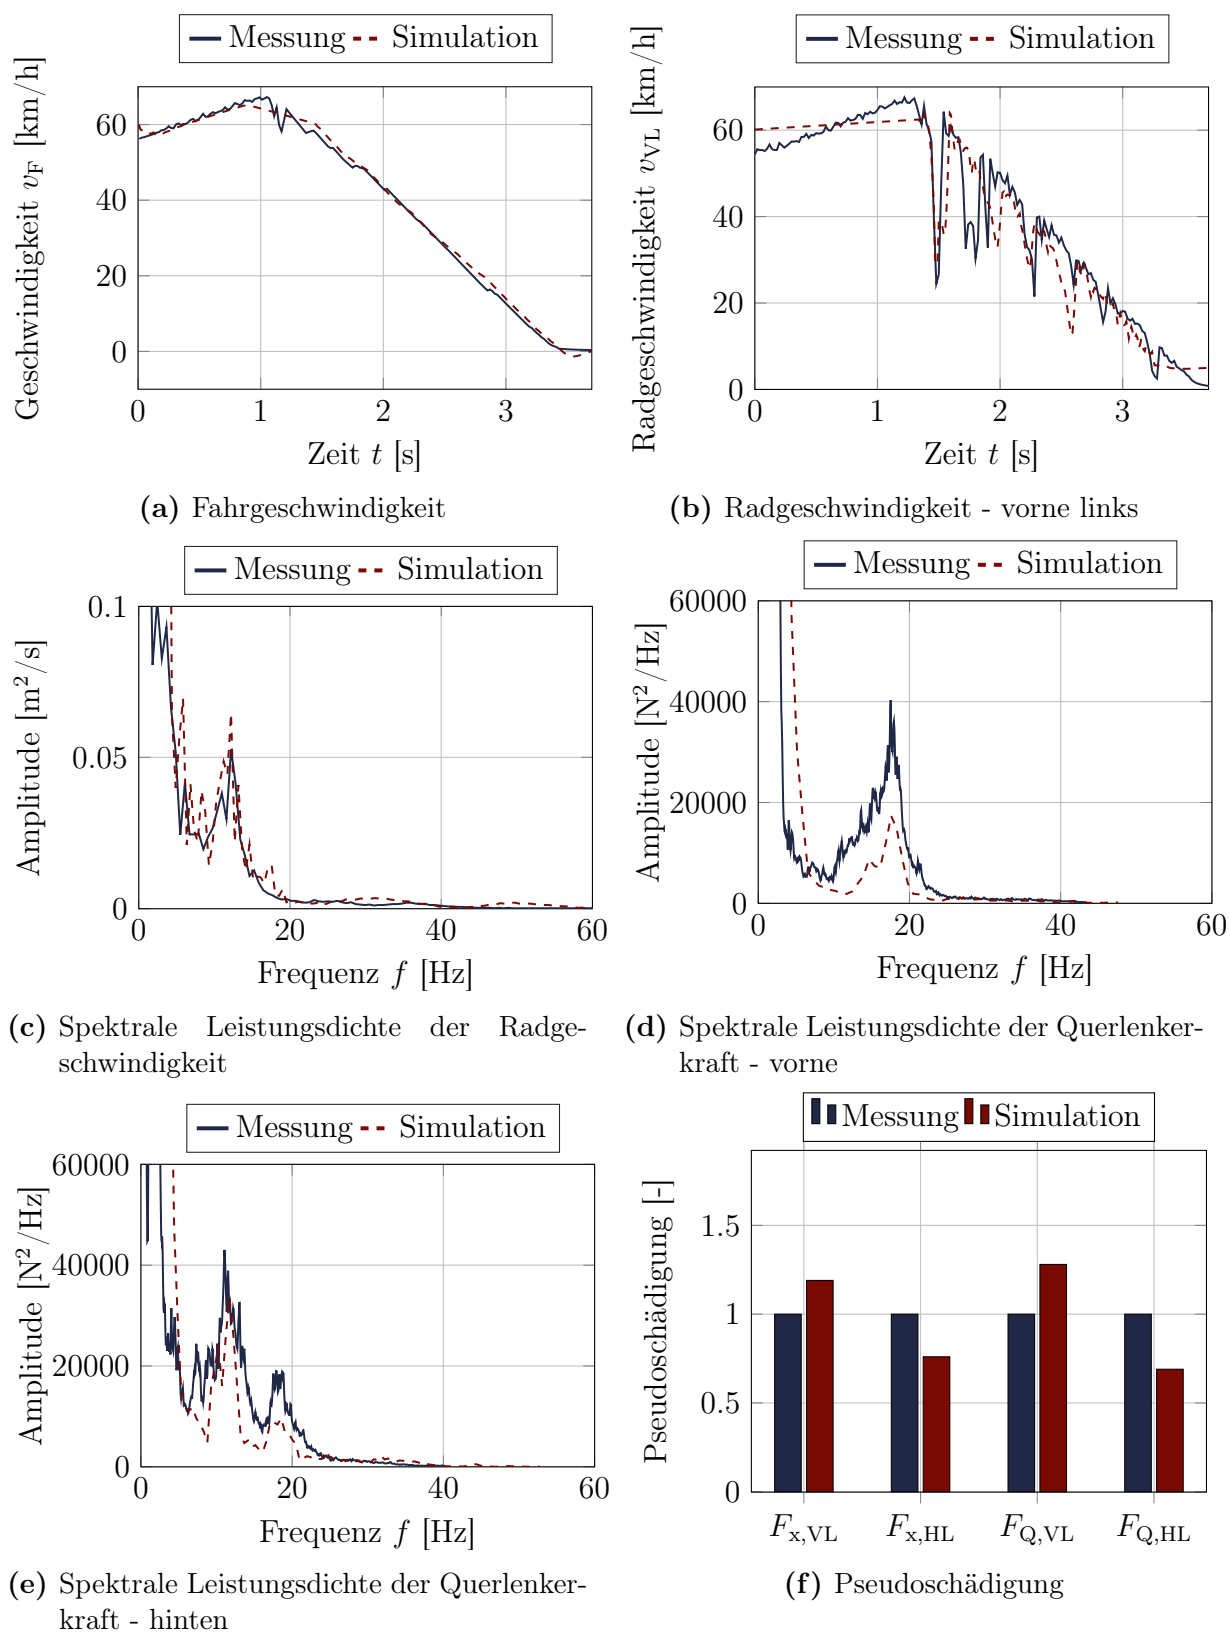 Messung Simulation
Geschwindigkeit v_F [km/h]
60
40
20
0
0 1 2 3
Zeit t [s]
(a) Fahrgeschwindigkeit
Messung Simulation
Radgeschwindigkeit v_VL [km/h]
60
40
20
0
0 1 2 3
Zeit t [s]
(b) Radgeschwindigkeit - vorne links
Messung Simulation
Amplitude [m²/s]
0.1
0.05
0
0 20 40 60
Frequenz f [Hz]
(c) Spektrale Leistungsdichte der Radge-
schwindigkeit
Messung Simulation
Amplitude [N²/Hz]
60000
40000
20000
0
0 20 40 60
Frequenz f [Hz]
(d) Spektrale Leistungsdichte der Querlenker-
kraft - vorne
Messung Simulation
Amplitude [N²/Hz]
60000
40000
20000
0
0 20 40 60
Frequenz f [Hz]
(e) Spektrale Leistungsdichte der Querlenker-
kraft - hinten
Messung Simulation
Pseudoschädigung [-]
1.5
1
0.5
0
F_x,VL F_x,HL F_Q,VL F_Q,HL
(f) Pseudoschädigung